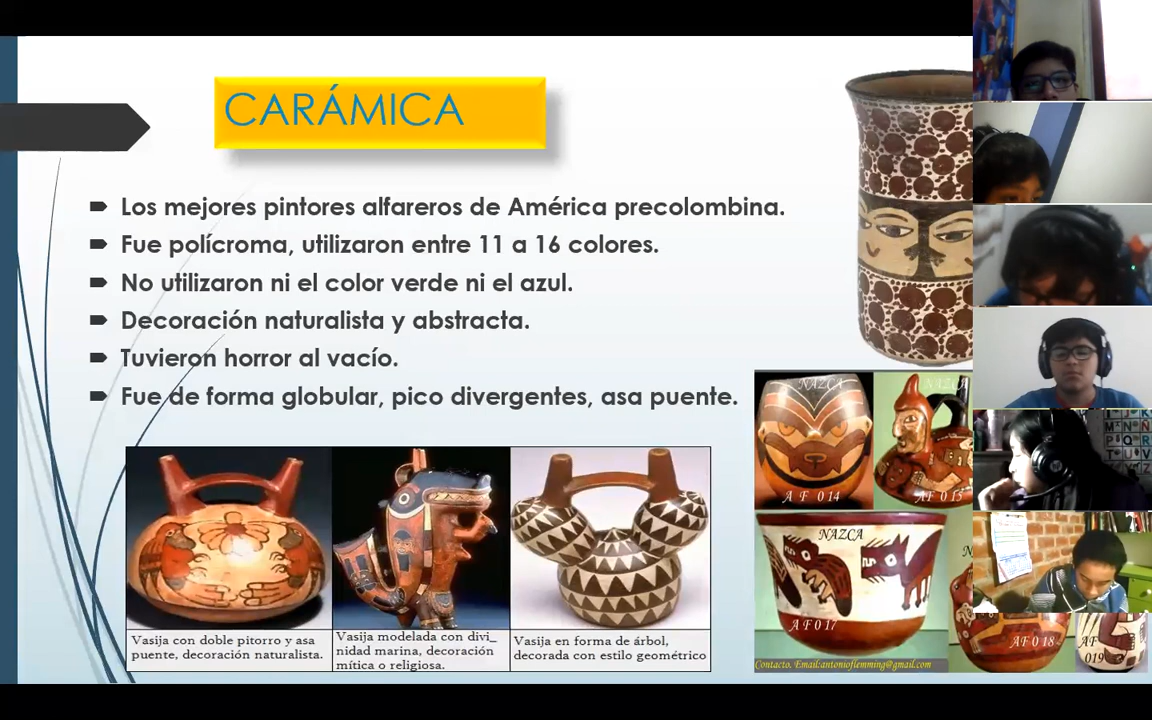 CARÁMICA
Los mejores pintores alfareros de América precolombina.
Fue polícroma, utilizaron entre 11 a 16 colores.
No utilizaron ni el color verde ni el azul.
Decoración naturalista y abstracta.
Tuvieron horror al vacío.
Fue de forma globular, pico divergentes, asa puente.
Vasija con doble pitorro y asa
puente, decoración naturalista.
Vasija modelada con divi_
nidad marina, decoración
mítica o religiosa.
Vasija en forma de árbol,
decorada con estilo geométrico
NAZCA
A F 014
NAZCA
AF 015
NAZCA
A F 017
AF 018
AF
019
Contacto. Email:antonioflemming@gmail.com